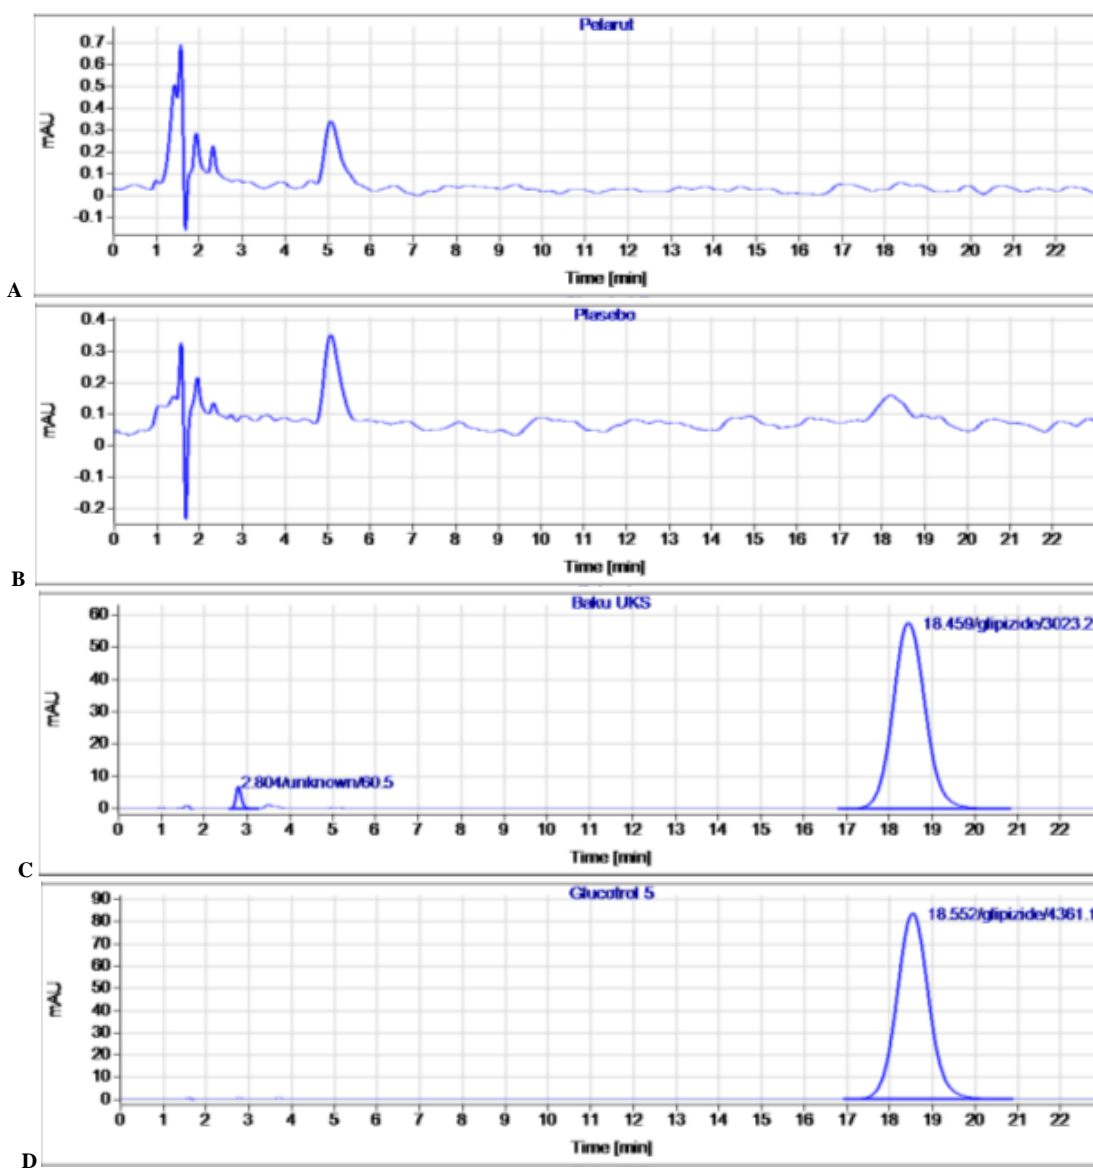 Pelarut
0.7
0.6
0.5
0.4
0.3
0.2
0.1
0
-0.1
mAU
0 1 2 3 4 5 6 7 8 9 10 11 12 13 14 15 16 17 18 19 20 21 22
Time [min]
A
Plasebo
0.4
0.3
0.2
0.1
0
-0.1
-0.2
mAU
0 1 2 3 4 5 6 7 8 9 10 11 12 13 14 15 16 17 18 19 20 21 22
Time [min]
B
Baku UKS
60
50
40
30
20
10
0
mAU
18.459/glipizide/3023.2
2.804/unknown/60.5
0 1 2 3 4 5 6 7 8 9 10 11 12 13 14 15 16 17 18 19 20 21 22
Time [min]
C
Glucotrol 5
90
80
70
60
50
40
30
20
10
0
mAU
18.552/glipizide/4361.1
0 1 2 3 4 5 6 7 8 9 10 11 12 13 14 15 16 17 18 19 20 21 22
Time [min]
D